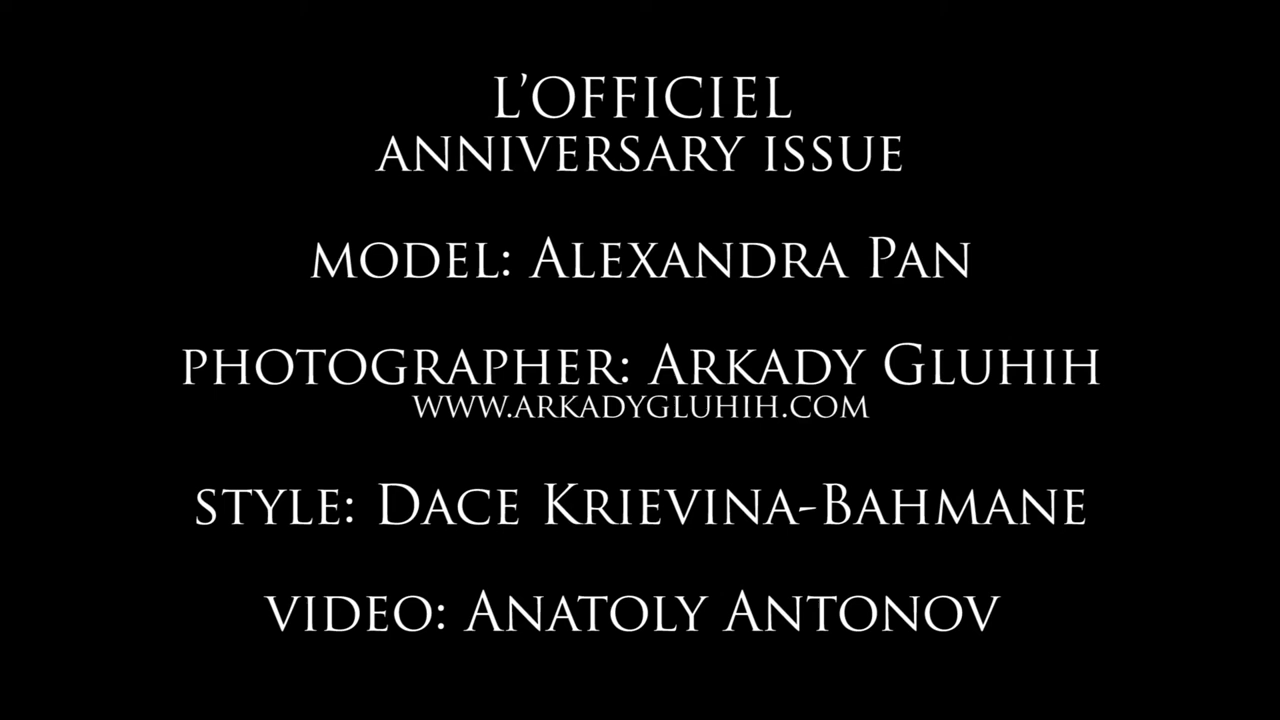 L'OFFICIEL
ANNIVERSARY ISSUE
MODEL: ALEXANDRA PAN
PHOTOGRAPHER: ARKADY GLUHIH
WWW.ARKADYGLUHIH.COM
STYLE: DACE KRIEVINA-BAHMANE
VIDEO: ANATOLY ANTONOV